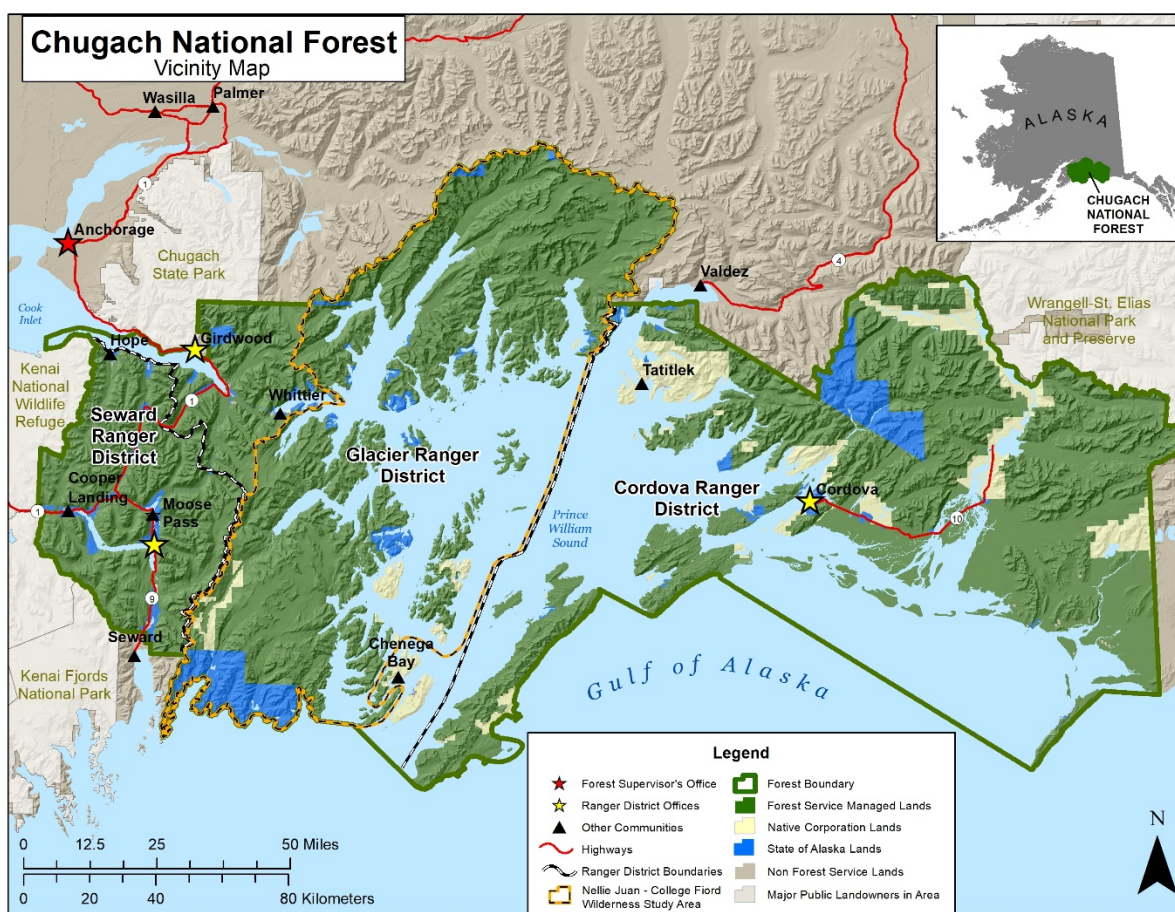 Chugach National Forest
Vicinity Map
Wasilla
Palmer
1
Anchorage
Chugach
State Park
Cook
Inlet
Hope
Girdwood
Kenai
National
Wildlife
Refuge
Seward
Ranger
District
1
Whittier
Cooper
Landing
Moose
Pass
1
9
Seward
Kenai Fjords
National Park
Glacier Ranger
District
Chenega
Bay
Prince
William
Sound
Valdez
4
Tatitlek
Cordova Ranger
District
Cordova
10
Wrangell-St. Elias
National Park
and Preserve
Gulf of Alaska
ALASKA
CHUGACH
NATIONAL
FOREST
Legend
Forest Supervisor's Office
Ranger District Offices
Other Communities
Highways
Ranger District Boundaries
Nellie Juan - College Fiord
Wilderness Study Area
Forest Boundary
Forest Service Managed Lands
Native Corporation Lands
State of Alaska Lands
Non Forest Service Lands
Major Public Landowners in Area
0 12.5 25 50 Miles
0 20 40 80 Kilometers
N